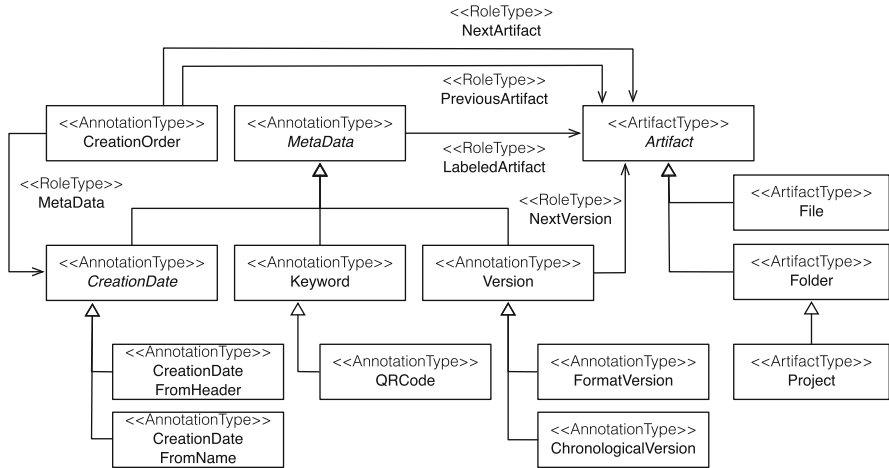 <<RoleType>>
NextArtifact
<<RoleType>>
PreviousArtifact
<<AnnotationType>>
CreationOrder
<<AnnotationType>>
MetaData
<<ArtifactType>>
Artifact
<<RoleType>>
LabeledArtifact
<<RoleType>>
MetaData
<<RoleType>>
NextVersion
<<ArtifactType>>
File
<<AnnotationType>>
CreationDate
<<AnnotationType>>
Keyword
<<AnnotationType>>
Version
<<ArtifactType>>
Folder
<<AnnotationType>>
CreationDate
FromHeader
<<AnnotationType>>
QRCode
<<AnnotationType>>
FormatVersion
<<ArtifactType>>
Project
<<AnnotationType>>
CreationDate
FromName
<<AnnotationType>>
ChronologicalVersion